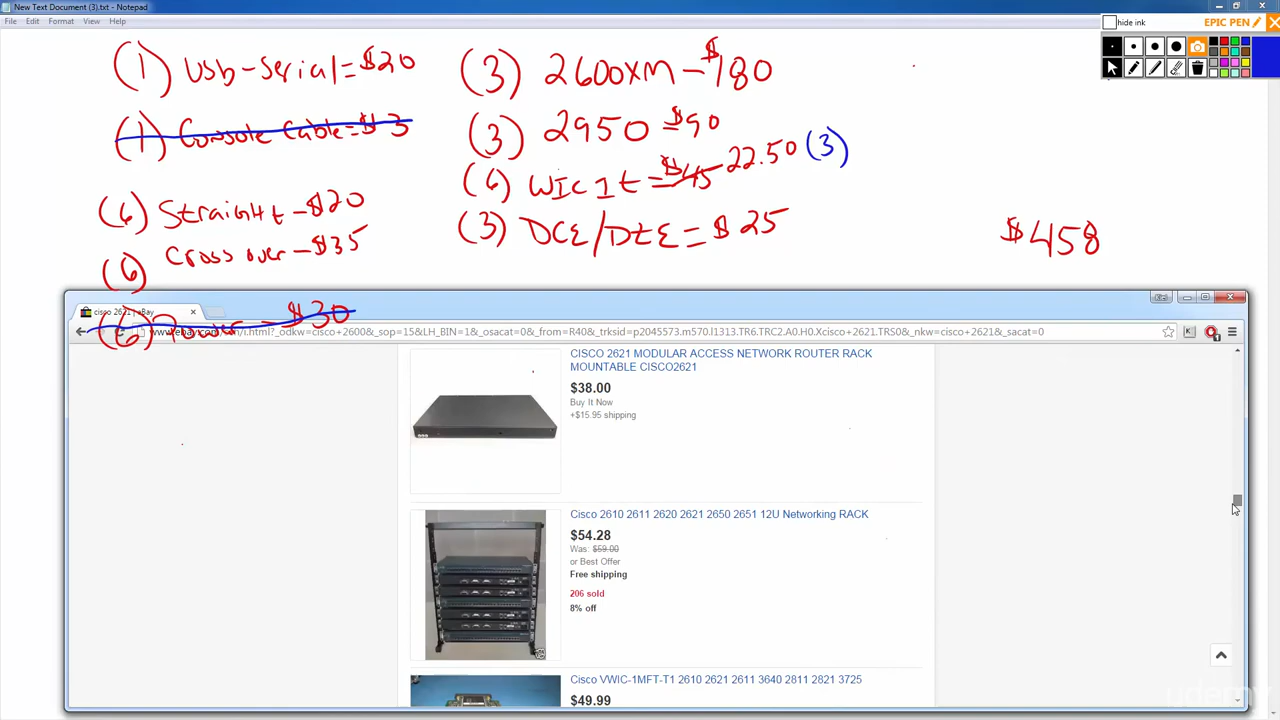 New Text Document (3).txt - Notepad
File Edit Format View Help
hide ink
EPIC PEN
(1) Usb-Serial=$20
(1) Console Cable=$3
(6) Straight-$20
(6) Cross over-$35
(6) Power-$30
(3) 2600xm-$180
(3) 2950=$90
(6) WIC 1t=$45 22.50 (3)
(3) DCE/DTE=$25
$458
cisco 2621 | eBay
CISCO 2621 MODULAR ACCESS NETWORK ROUTER RACK
MOUNTABLE CISCO2621
$38.00
Buy It Now
+$15.95 shipping
Cisco 2610 2611 2620 2621 2650 2651 12U Networking RACK
$54.28
Was: $59.00
or Best Offer
Free shipping
206 sold
8% off
Cisco VWIC-1MFT-T1 2610 2621 2611 3640 2811 2821 3725
$49.99
udemy